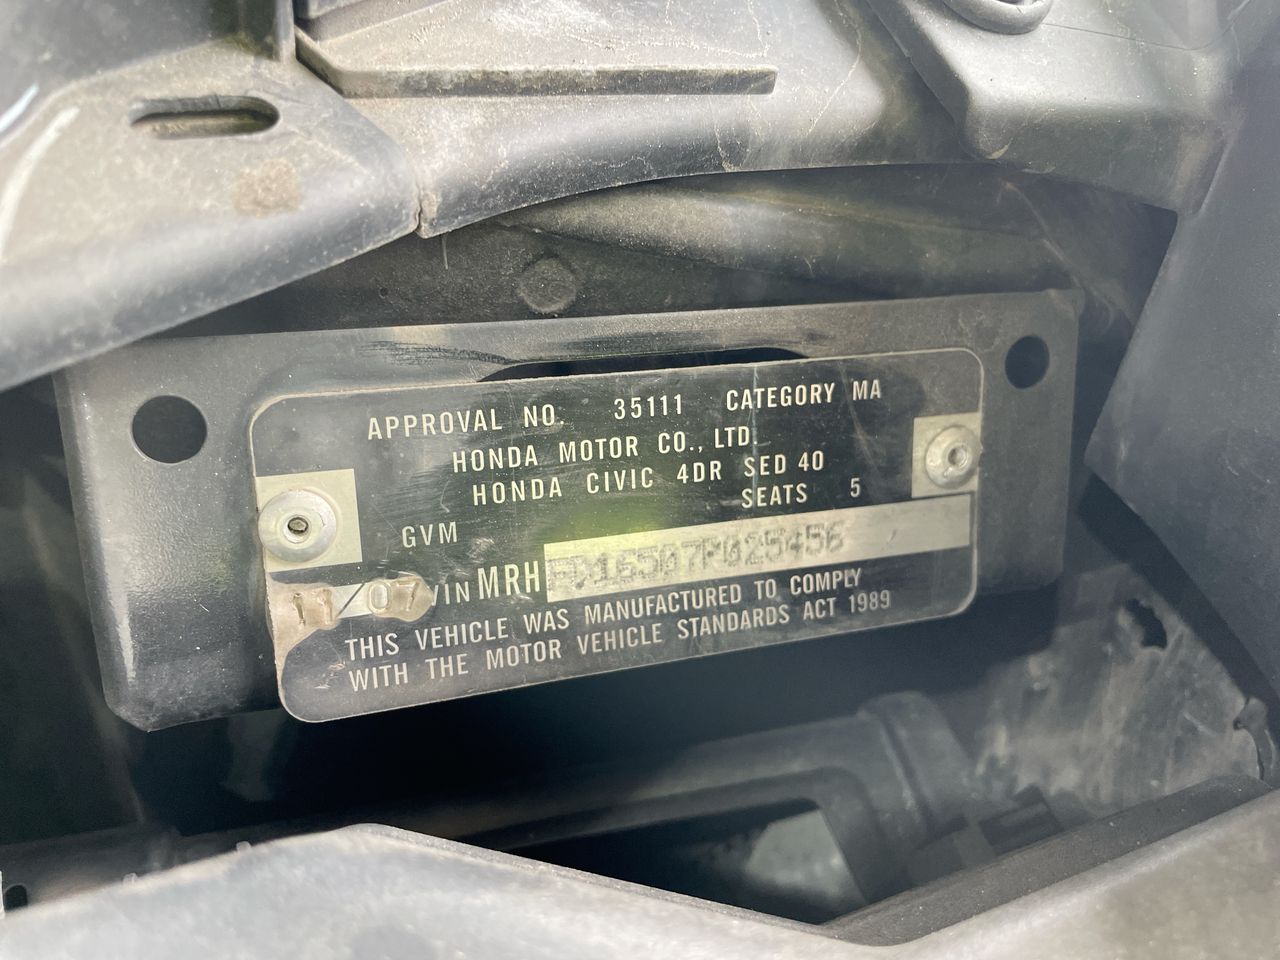 APPROVAL NO. 35111 CATEGORY MA
HONDA MOTOR CO., LTD.
HONDA CIVIC 4DR SED 40
SEATS 5
GVM
11/07 VIN MRH
THIS VEHICLE WAS MANUFACTURED TO COMPLY
WITH THE MOTOR VEHICLE STANDARDS ACT 1989